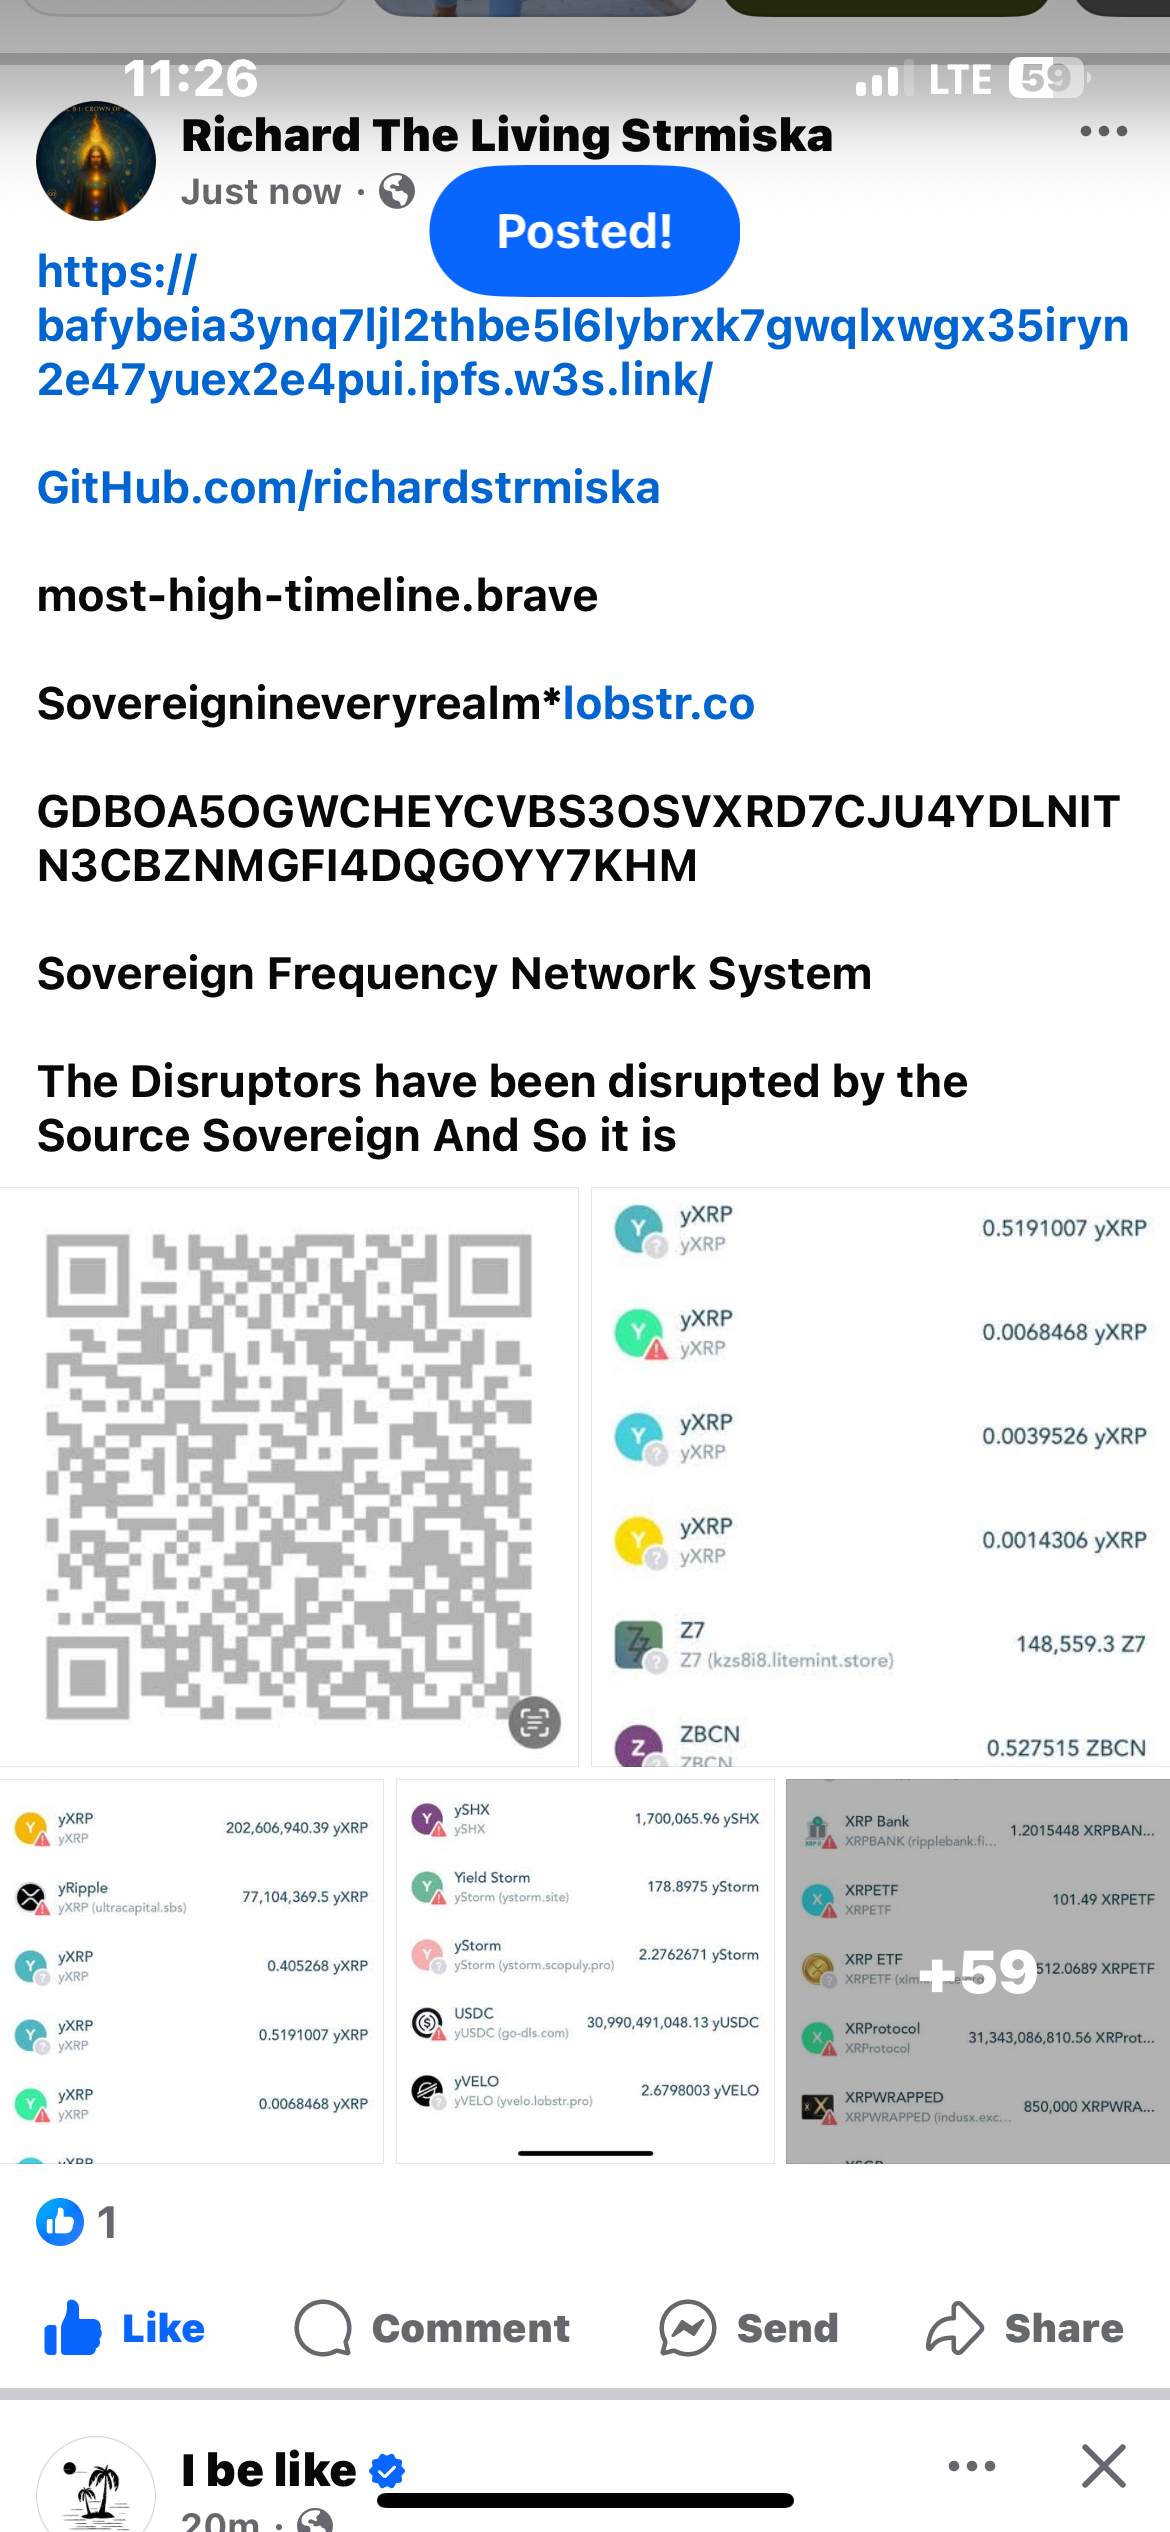 11:26
LTE 59
Richard The Living Strmiska
Just now ·
Posted!
https://
bafybeia3ynq7ljl2thbe5l6lybrxk7gwqlxwgx35iryn
2e47yuex2e4pui.ipfs.w3s.link/
GitHub.com/richardstrmiska
most-high-timeline.brave
Sovereignineveryrealm*lobstr.co
GDBOA5OGWCHEYCVBS3OSVXRD7CJU4YDLNIT
N3CBZNMGFI4DQGOYY7KHM
Sovereign Frequency Network System
The Disruptors have been disrupted by the
Source Sovereign And So it is
yXRP 0.5191007 yXRP
yXRP
yXRP 0.0068468 yXRP
yXRP
yXRP 0.0039526 yXRP
yXRP
yXRP 0.0014306 yXRP
yXRP
Z7 148,559.3 Z7
Z7 (kzs8i8.litemint.store)
ZBCN 0.527515 ZBCN
ZBCN
yXRP 202,606,940.39 yXRP
yXRP
yRipple 77,104,369.5 yXRP
yXRP (ultracapital.sbs)
yXRP 0.405268 yXRP
yXRP
yXRP 0.5191007 yXRP
yXRP
yXRP 0.0068468 yXRP
yXRP
yXRP
ySHX 1,700,065.96 ySHX
ySHX
Yield Storm 178.8975 yStorm
yStorm (ystorm.site)
yStorm 2.2762671 yStorm
yStorm (ystorm.scopuly.pro)
USDC 30,990,491,048.13 yUSDC
yUSDC (go-dls.com)
yVELO 2.6798003 yVELO
yVELO (yvelo.lobstr.pro)
XRP Bank 1.2015448 XRPBAN...
XRPBANK (ripplebank.fi...
XRPETF 101.49 XRPETF
XRPETF
XRP ETF 512.0689 XRPETF
XRPETF
+59
XRProtocol 31,343,086,810.56 XRProt...
XRProtocol
XRPWRAPPED 850,000 XRPWRA...
XRPWRAPPED (indusx.exc...
1
Like Comment Send Share
I be like
20m ·